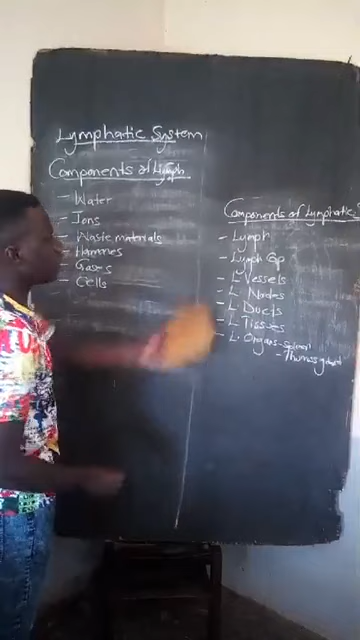 Lymphatic System
Components of Lymph
- Water
- Ions
- Waste materials
- Hormones
- Gases
- Cells
Components of Lymphatic S
- Lymph
- Lymph Cap
- L Vessels
- L Nodes
- L Ducts
- L Tissues
- L. Organs - Spleen
- Thymus gland